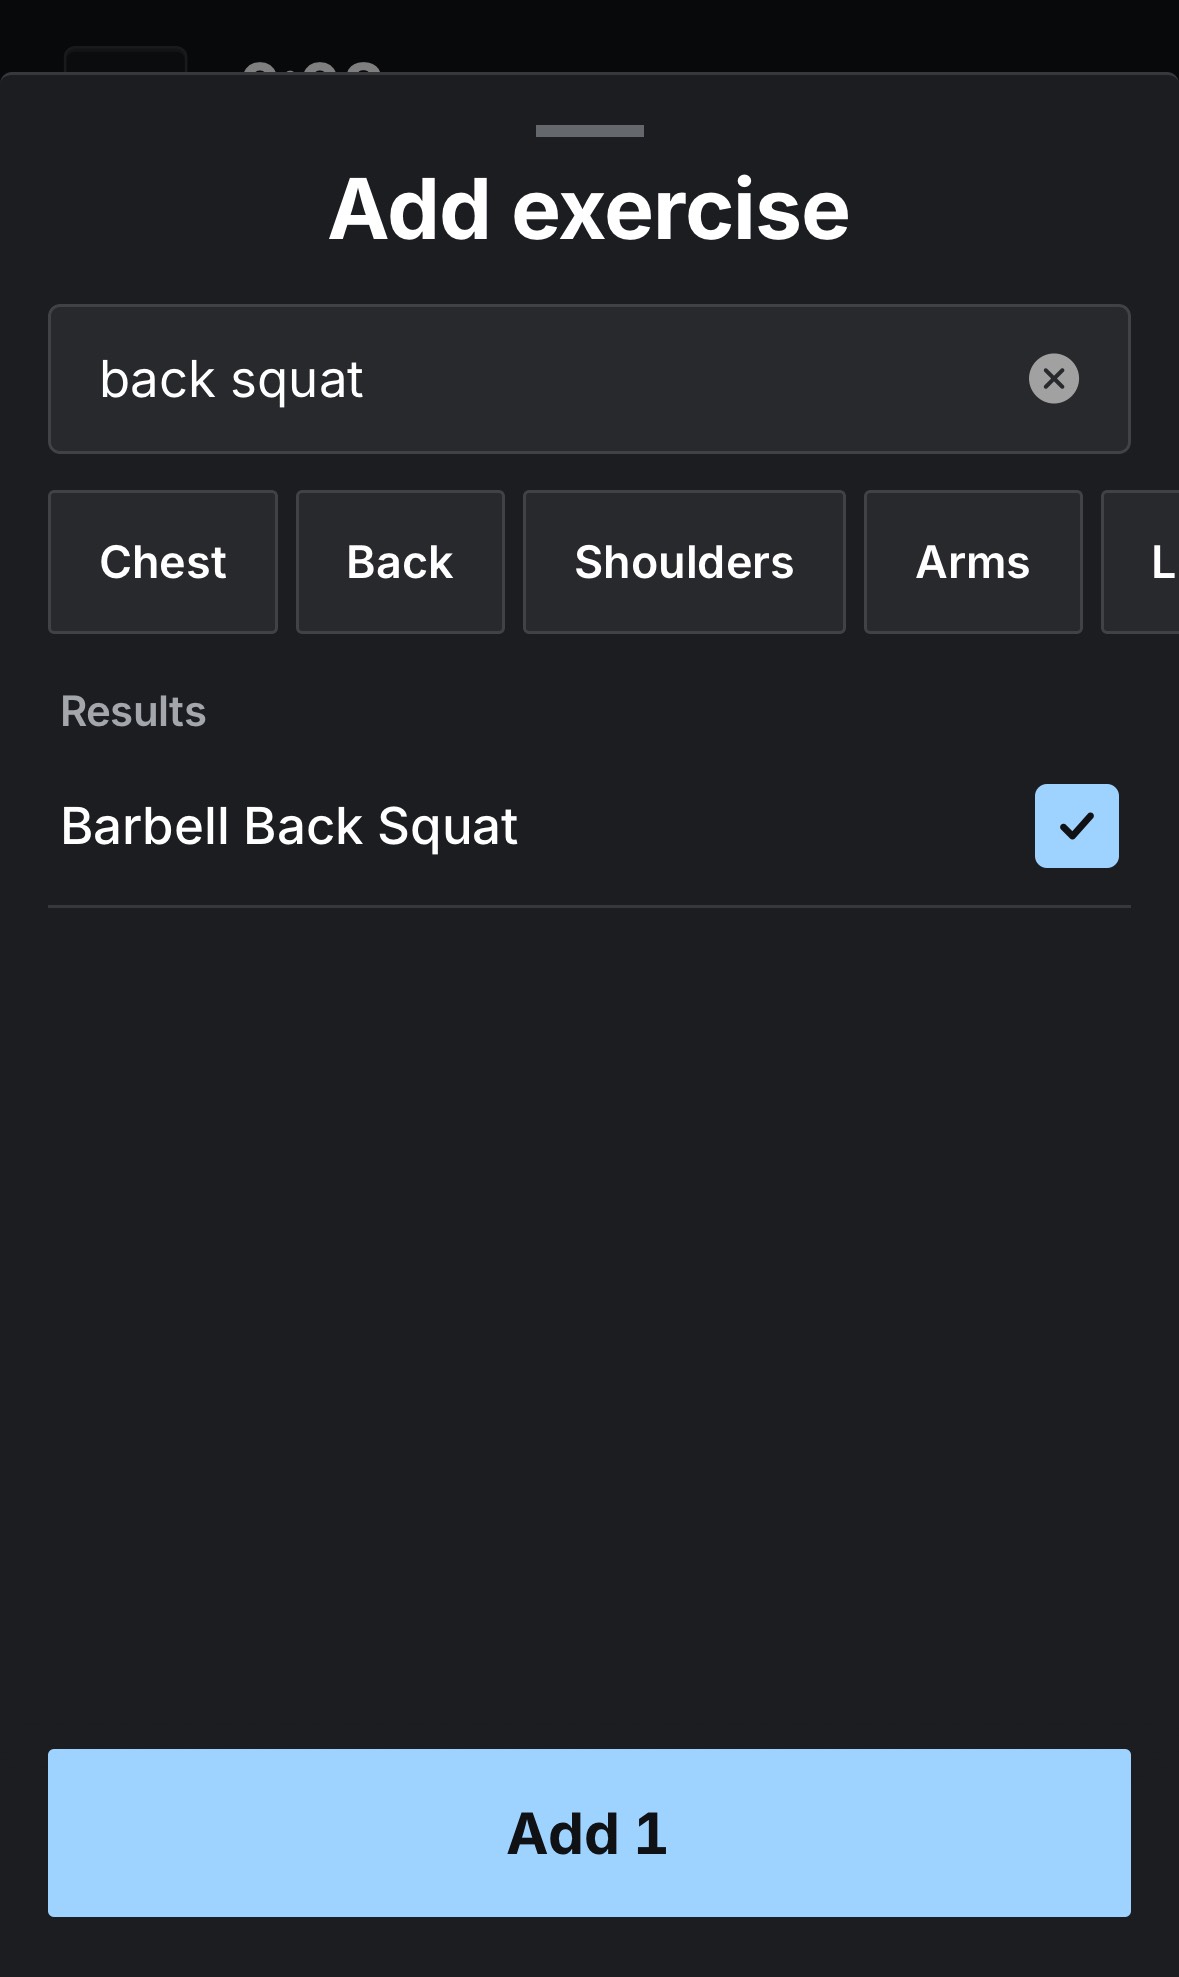 Add exercise
back squat
Chest Back Shoulders Arms
Results
Barbell Back Squat
Add 1